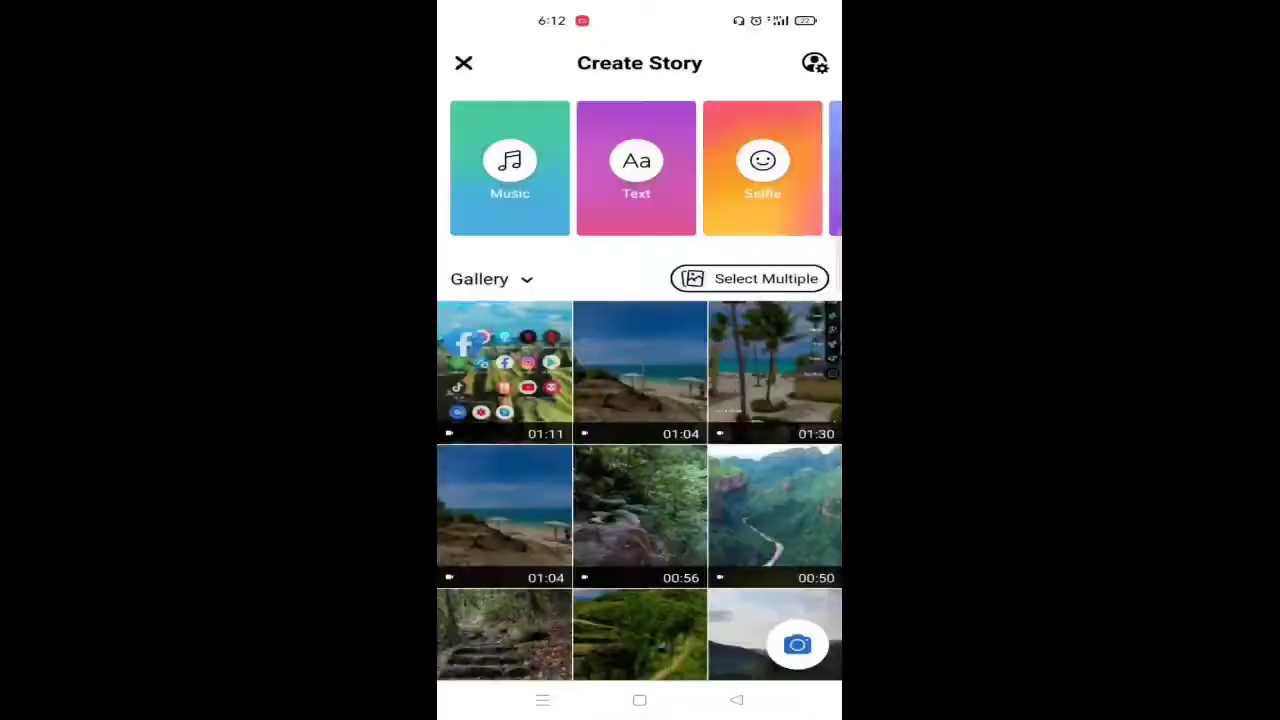 6:12
22
Create Story
Music
Aa
Text
Selfie
Gallery
Select Multiple
01:11
01:04
01:30
01:04
00:56
00:50